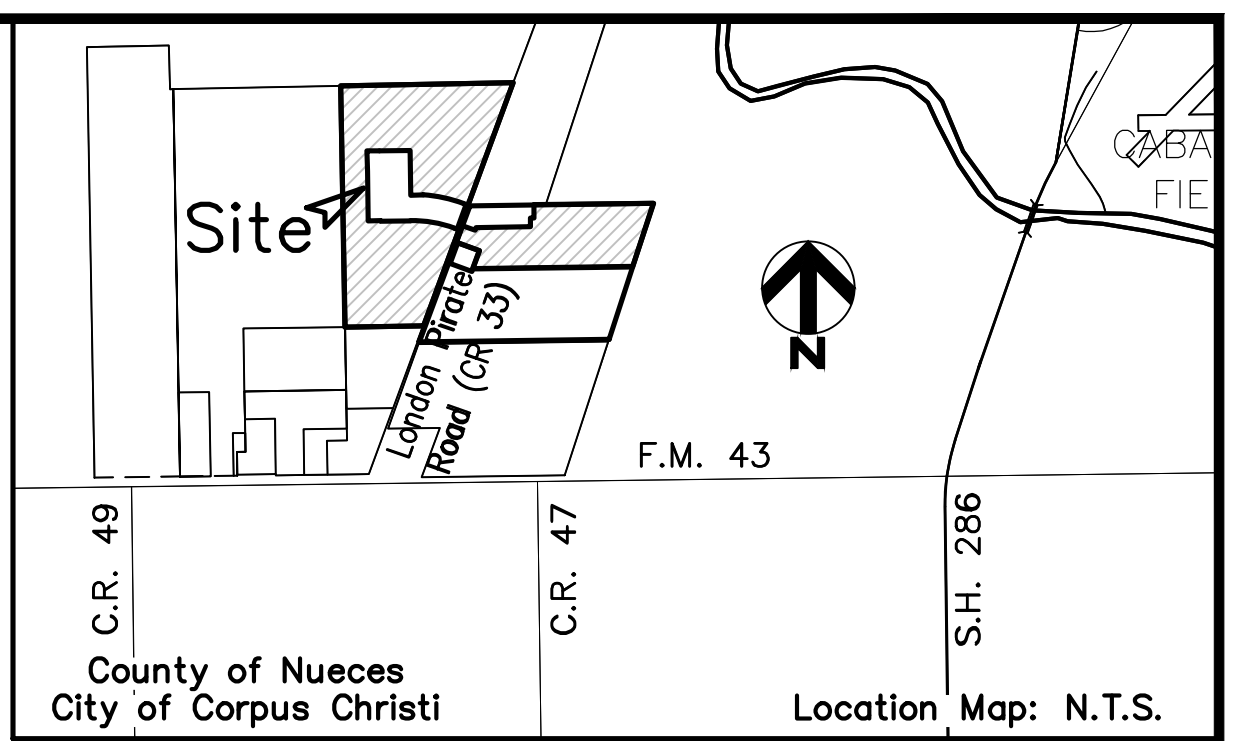 CABA
FIE
Site
London Pirate
Road (CR 33)
N
F.M. 43
C.R. 49
C.R. 47
S.H. 286
County of Nueces
City of Corpus Christi
Location Map: N.T.S.